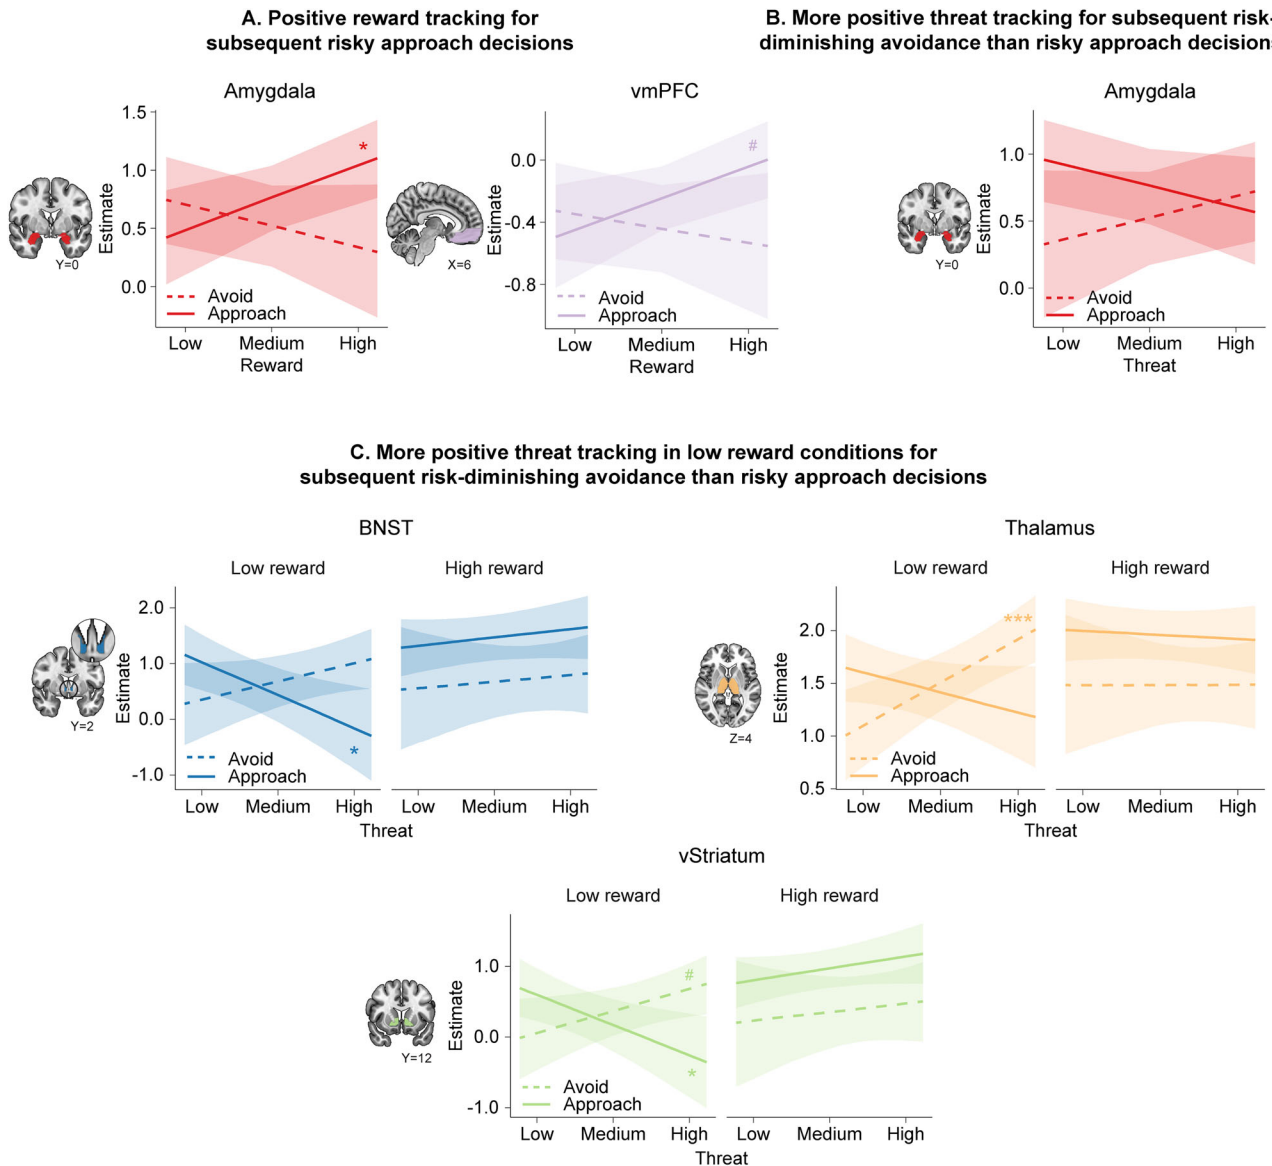 A. Positive reward tracking for
subsequent risky approach decisions
B. More positive threat tracking for subsequent risk-
diminishing avoidance than risky approach decisions
Amygdala
1.5
1.0
0.5
0.0
Estimate
*
Y=0
Avoid
Approach
Low Medium High
Reward
vmPFC
0.0
-0.4
-0.8
Estimate
#
X=6
Avoid
Approach
Low Medium High
Reward
Amygdala
1.0
0.5
0.0
Estimate
Y=0
Avoid
Approach
Low Medium High
Threat
C. More positive threat tracking in low reward conditions for
subsequent risk-diminishing avoidance than risky approach decisions
BNST
Low reward High reward
2.0
1.0
0.0
-1.0
Estimate
Y=2
*
Avoid
Approach
Low Medium High Low Medium High
Threat
Thalamus
Low reward High reward
2.0
1.5
1.0
0.5
Estimate
***
Z=4
Avoid
Approach
Low Medium High Low Medium High
Threat
vStriatum
Low reward High reward
1.0
0.0
-1.0
Estimate
#
Y=12
*
Avoid
Approach
Low Medium High Low Medium High
Threat